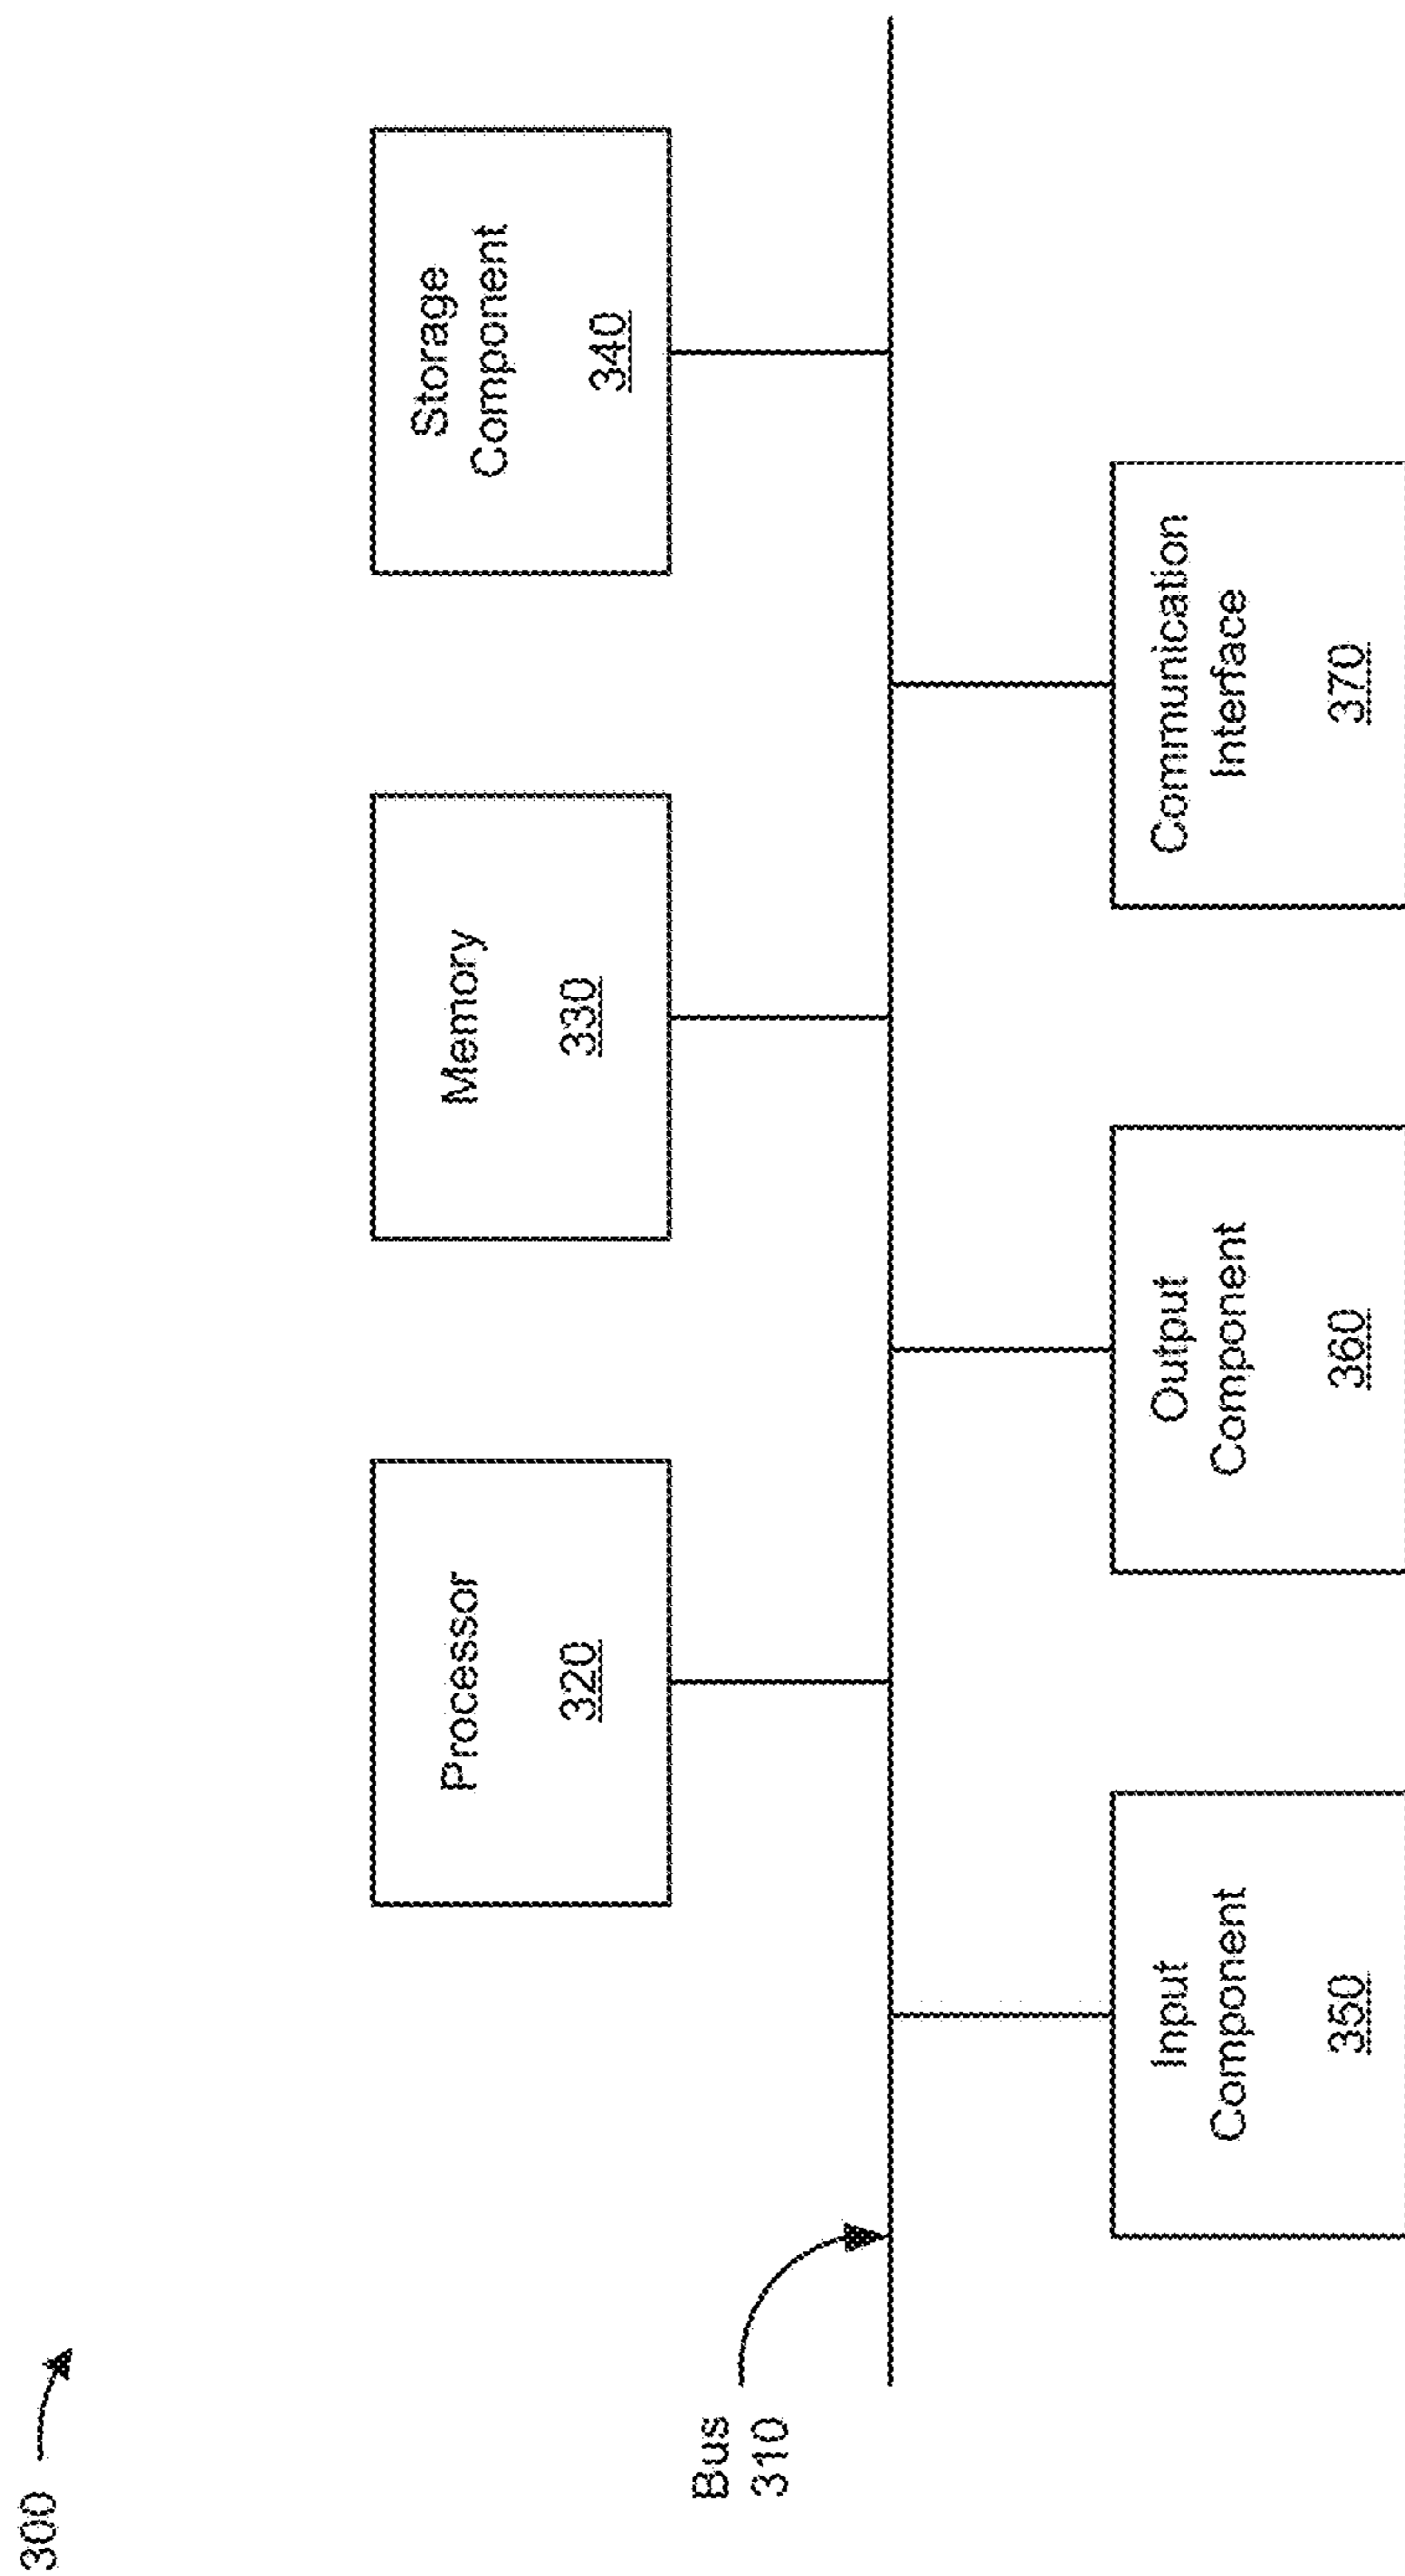 300
Processor
320
Memory
330
Storage
Component
340
Bus
310
Input
Component
350
Output
Component
360
Communication
Interface
370